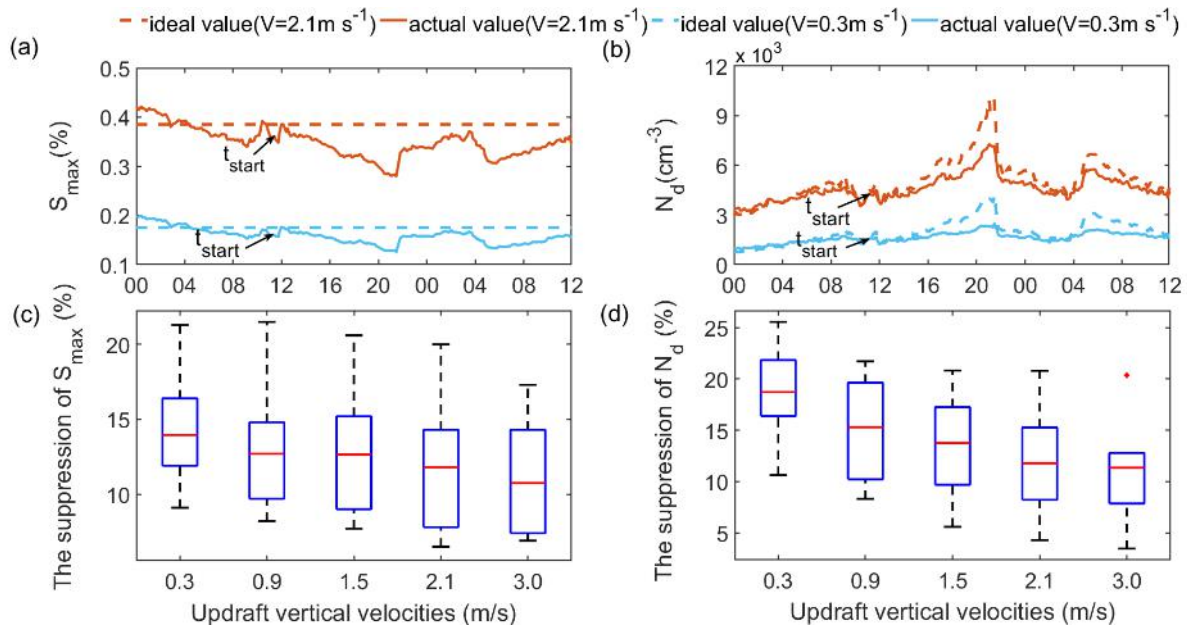 ideal value(V=2.1m s⁻¹) actual value(V=2.1m s⁻¹) ideal value(V=0.3m s⁻¹) actual value(V=0.3m s⁻¹)
(a)
0.5
0.4
0.3
0.2
0.1
S_max(%)
t_start
t_start
00 04 08 12 16 20 00 04 08 12
(b)
× 10³
12
9
6
3
0
N_d(cm⁻³)
t_start
t_start
00 04 08 12 16 20 00 04 08 12
(c)
The suppression of S_max (%)
20
15
10
0.3 0.9 1.5 2.1 3.0
Updraft vertical velocities (m/s)
(d)
The suppression of N_d (%)
25
20
15
10
5
0.3 0.9 1.5 2.1 3.0
Updraft vertical velocities (m/s)